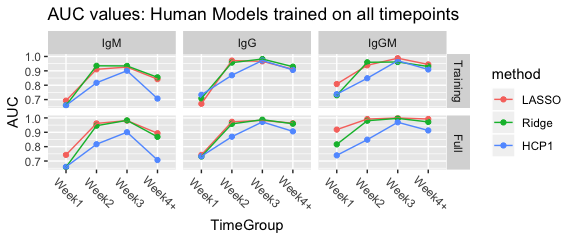 AUC values: Human Models trained on all timepoints
IgM
IgG
IgGM
1.0
0.9
0.8
0.7
Training
1.0
0.9
0.8
0.7
Full
AUC
Week1
Week2
Week3
Week4+
Week1
Week2
Week3
Week4+
Week1
Week2
Week3
Week4+
TimeGroup
method
LASSO
Ridge
HCP1